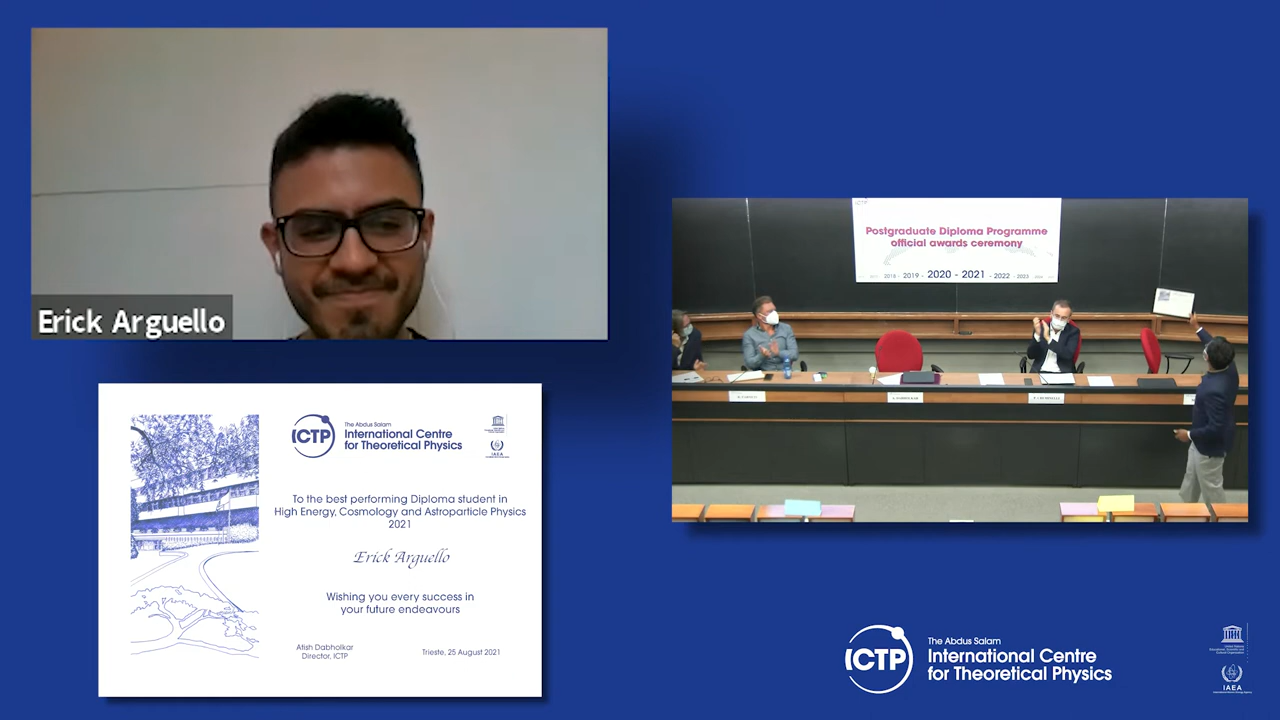 Erick Arguello
ICTP
The Abdus Salam
International Centre
for Theoretical Physics
IAEA
To the best performing Diploma student in
High Energy, Cosmology and Astroparticle Physics
2021
Erick Arguello
Wishing you every success in
your future endeavours
Atish Dabholkar
Director, ICTP
Trieste, 25 August 2021
ICTP
Postgraduate Diploma Programme
official awards ceremony
2018 - 2019 - 2020 - 2021 - 2022 - 2023
ICTP
The Abdus Salam
International Centre
for Theoretical Physics
IAEA